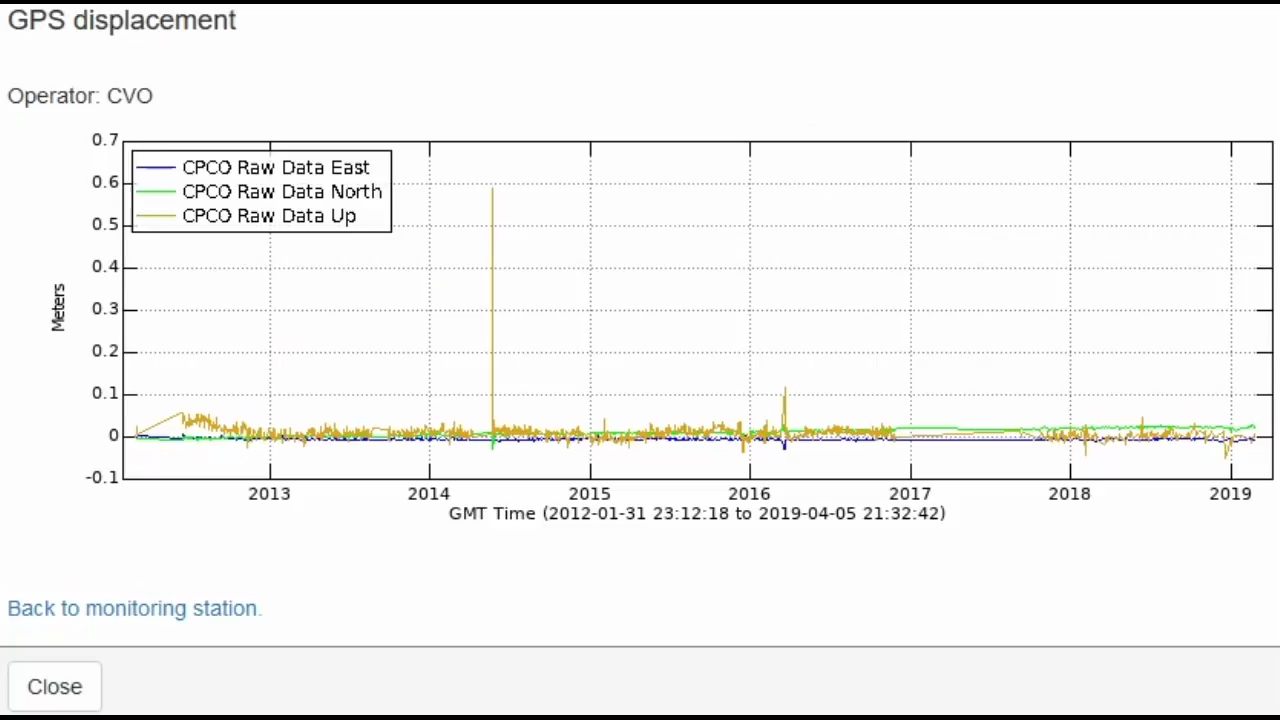 GPS displacement
Operator: CVO
0.7
0.6
0.5
0.4
0.3
0.2
0.1
0
-0.1
Meters
CPCO Raw Data East
CPCO Raw Data North
CPCO Raw Data Up
2013 2014 2015 2016 2017 2018 2019
GMT Time (2012-01-31 23:12:18 to 2019-04-05 21:32:42)
Back to monitoring station.
Close